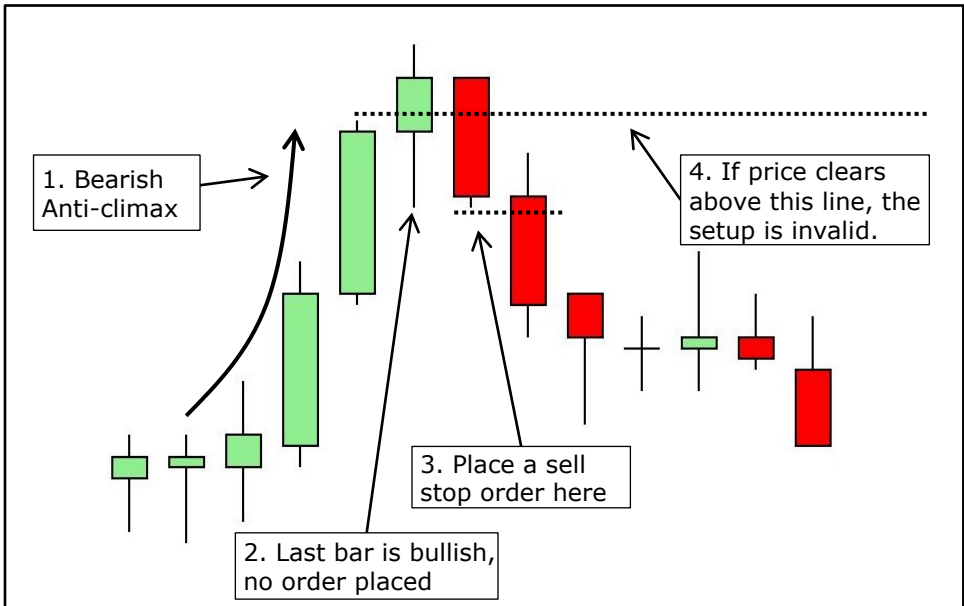 1. Bearish
Anti-climax
2. Last bar is bullish,
no order placed
3. Place a sell
stop order here
4. If price clears
above this line, the
setup is invalid.